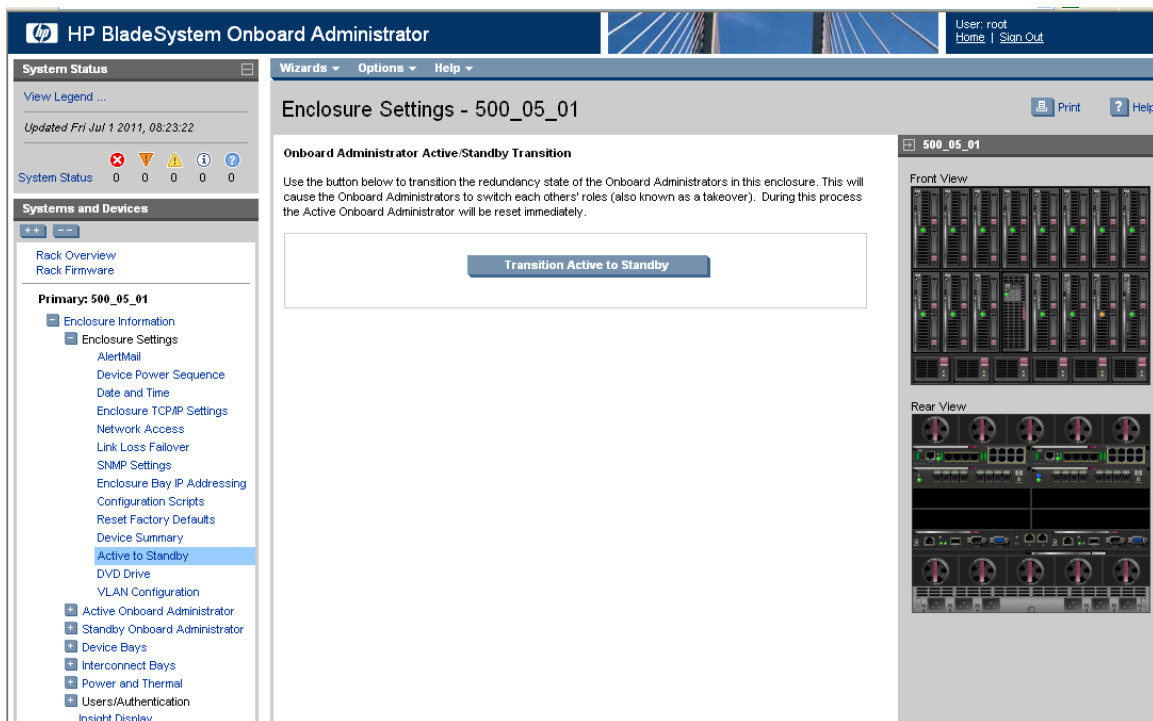 HP BladeSystem Onboard Administrator
User: root
Home | Sign Out
System Status
View Legend ...
Updated Fri Jul 1 2011, 08:23:22
System Status 0 0 0 0 0
Systems and Devices
Rack Overview
Rack Firmware
Primary: 500_05_01
Enclosure Information
Enclosure Settings
AlertMail
Device Power Sequence
Date and Time
Enclosure TCP/IP Settings
Network Access
Link Loss Failover
SNMP Settings
Enclosure Bay IP Addressing
Configuration Scripts
Reset Factory Defaults
Device Summary
Active to Standby
DVD Drive
VLAN Configuration
Active Onboard Administrator
Standby Onboard Administrator
Device Bays
Interconnect Bays
Power and Thermal
Users/Authentication
Insight Display
Wizards Options Help
Enclosure Settings - 500_05_01
Print Help
Onboard Administrator Active/Standby Transition
Use the button below to transition the redundancy state of the Onboard Administrators in this enclosure. This will
cause the Onboard Administrators to switch each others' roles (also known as a takeover). During this process
the Active Onboard Administrator will be reset immediately.
Transition Active to Standby
500_05_01
Front View
Rear View